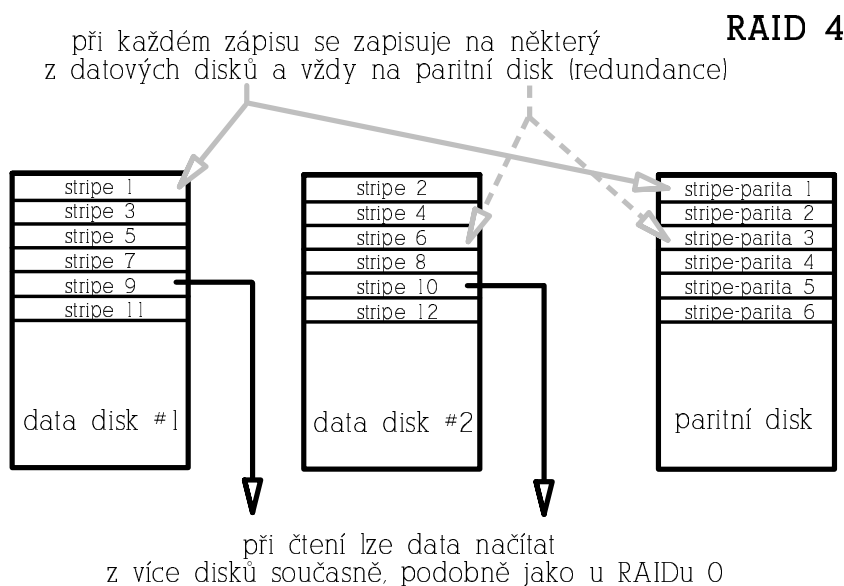 RAID 4
při každém zápisu se zapisuje na některý
z datových disků a vždy na paritní disk (redundance)
stripe 1
stripe 3
stripe 5
stripe 7
stripe 9
stripe 11
data disk #1
stripe 2
stripe 4
stripe 6
stripe 8
stripe 10
stripe 12
data disk #2
stripe-parita 1
stripe-parita 2
stripe-parita 3
stripe-parita 4
stripe-parita 5
stripe-parita 6
paritní disk
při čtení lze data načítat
z více disků současně, podobně jako u RAIDu 0